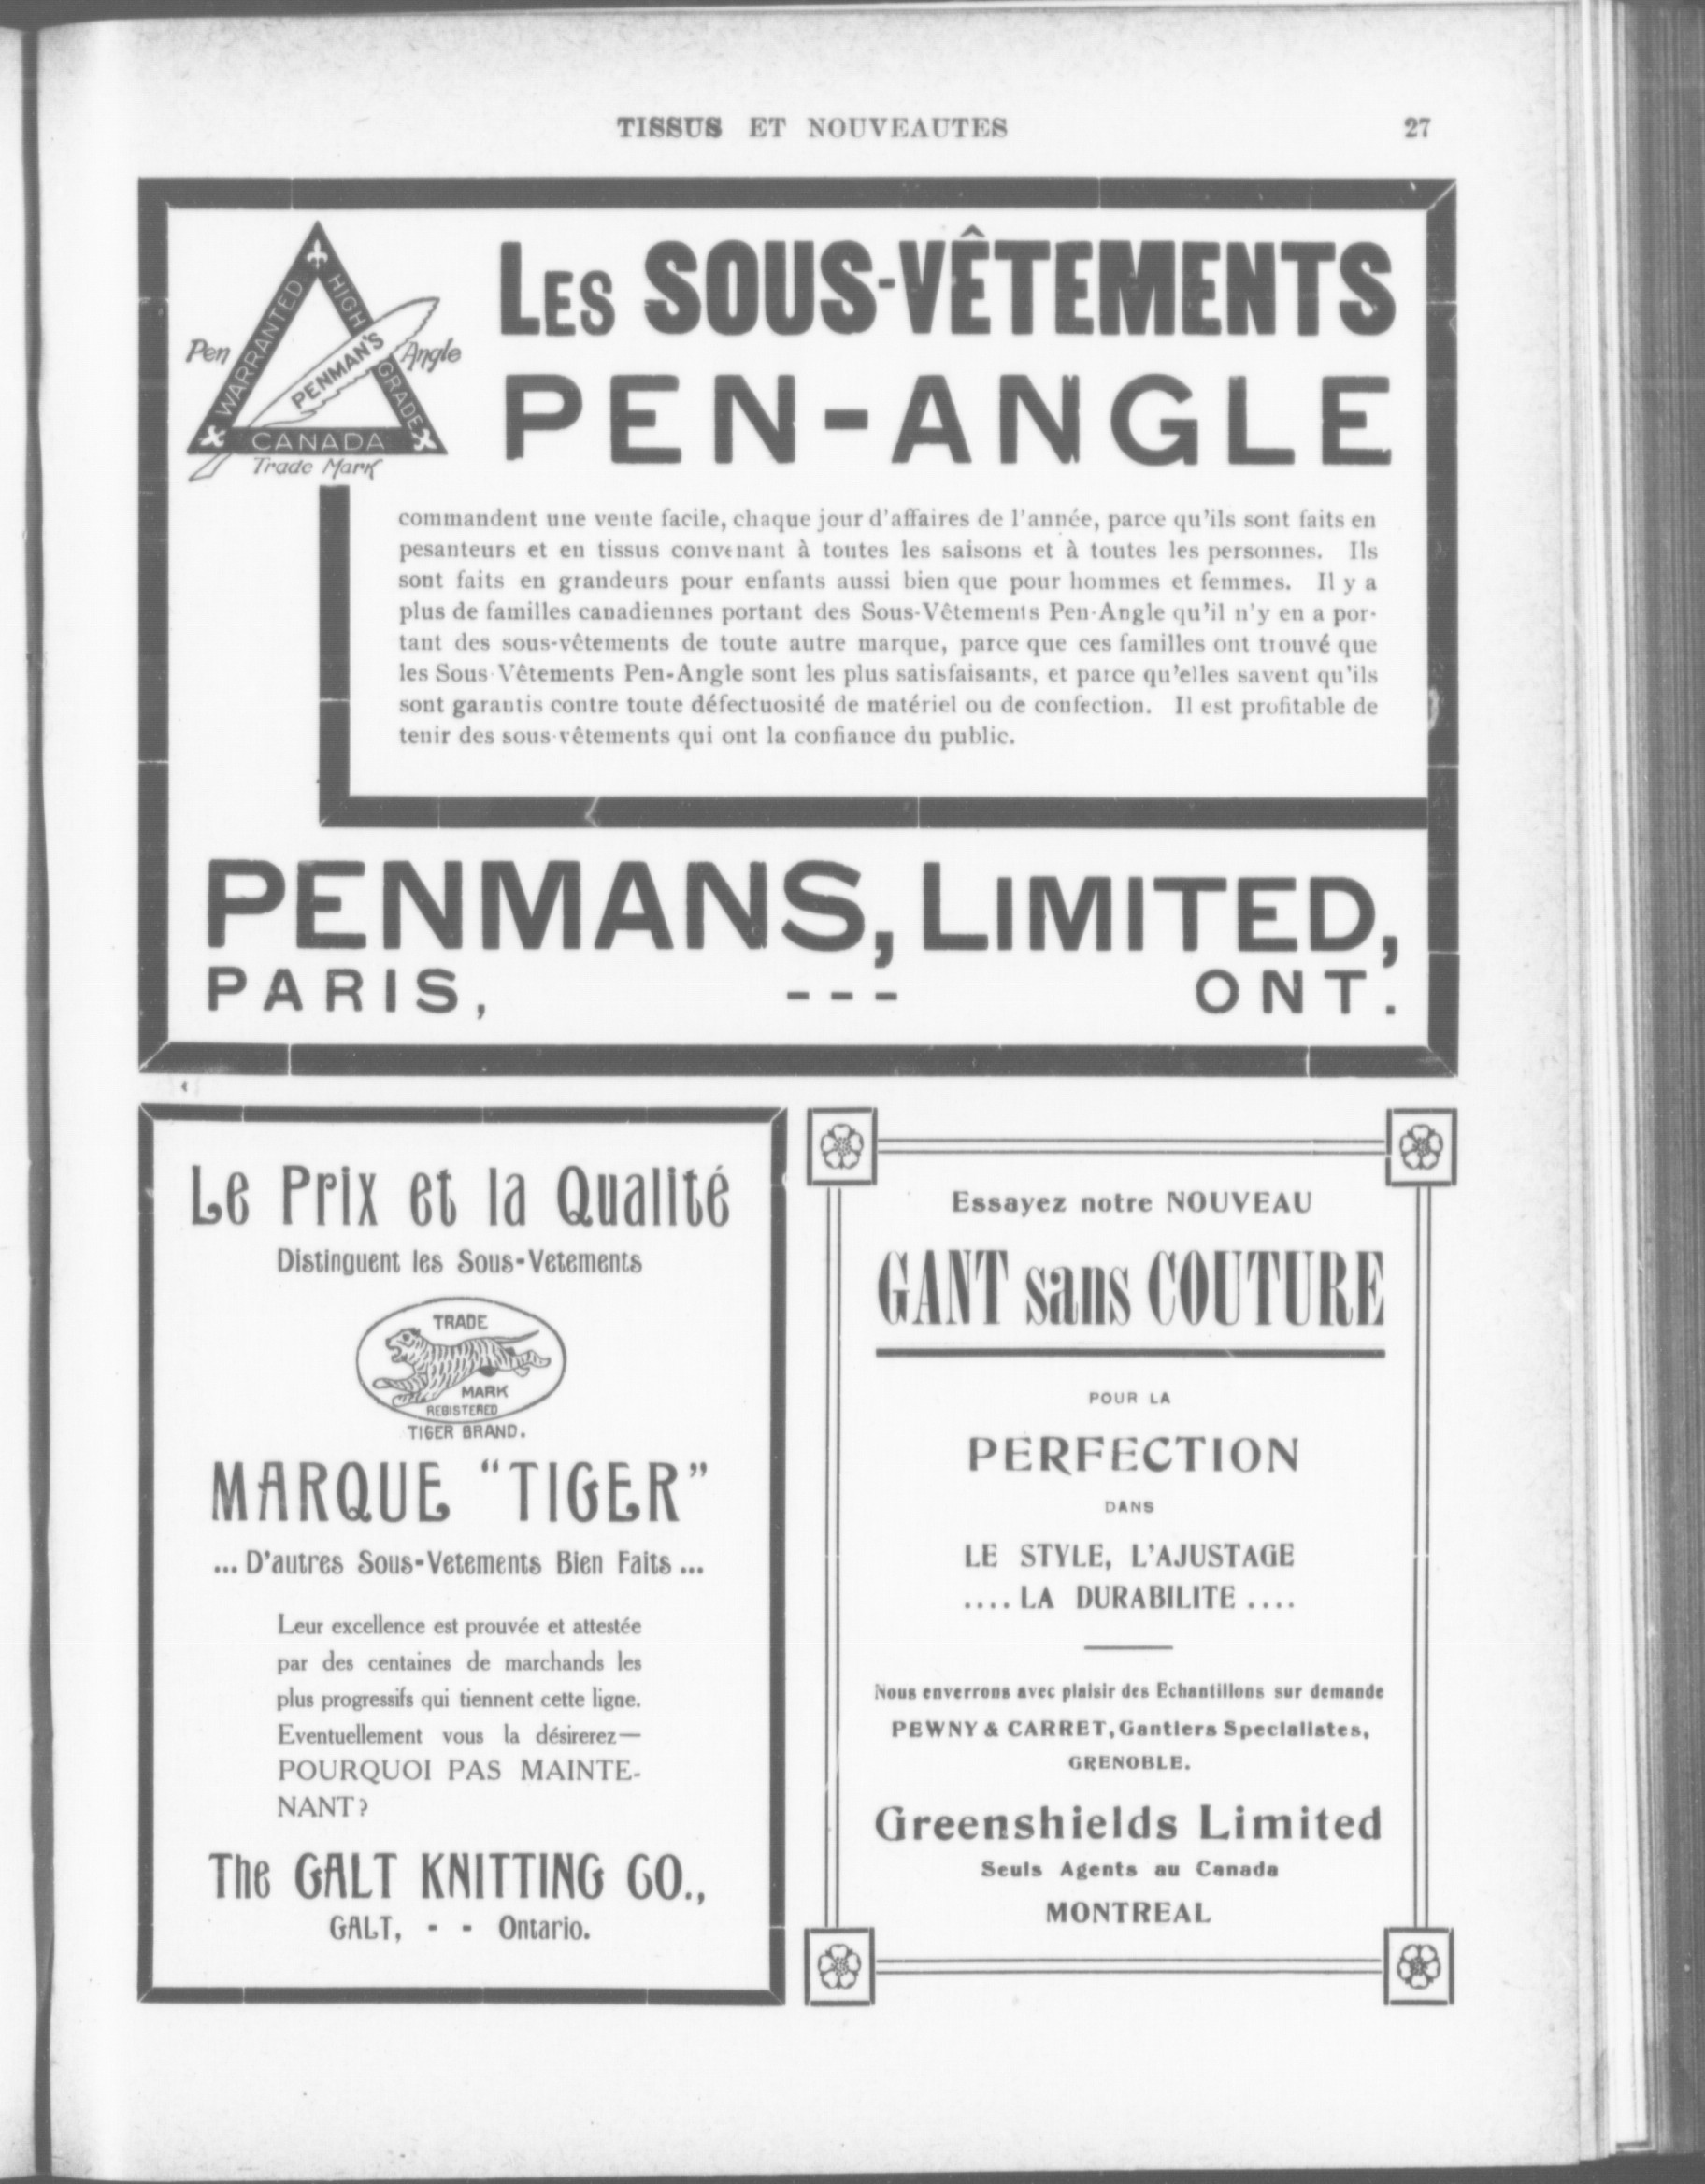 TISSUS ET NOUVEAUTES 27
WARRANTED HIGH GRADE
Pen PENMAN'S Angle
CANADA
Trade Mark
LES SOUS-VÊTEMENTS
PEN-ANGLE
commandent une vente facile, chaque jour d'affaires de l'année, parce qu'ils sont faits en
pesanteurs et en tissus convenant à toutes les saisons et à toutes les personnes. Ils
sont faits en grandeurs pour enfants aussi bien que pour hommes et femmes. Il y a
plus de familles canadiennes portant des Sous-Vêtements Pen-Angle qu'il n'y en a por-
tant des sous-vêtements de toute autre marque, parce que ces familles ont trouvé que
les Sous-Vêtements Pen-Angle sont les plus satisfaisants, et parce qu'elles savent qu'ils
sont garantis contre toute défectuosité de matériel ou de confection. Il est profitable de
tenir des sous-vêtements qui ont la confiance du public.
PENMANS, LIMITED,
PARIS, - - - ONT.
Le Prix et la Qualité
Distinguent les Sous-Vetements
TRADE
MARK
REGISTERED
TIGER BRAND.
MARQUE "TIGER"
... D'autres Sous-Vetements Bien Faits ...
Leur excellence est prouvée et attestée
par des centaines de marchands les
plus progressifs qui tiennent cette ligne.
Eventuellement vous la désirerez—
POURQUOI PAS MAINTE-
NANT?
The GALT KNITTING CO.,
GALT, - - Ontario.
Essayez notre NOUVEAU
GANT sans COUTURE
POUR LA
PERFECTION
DANS
LE STYLE, L'AJUSTAGE
.... LA DURABILITE ....
Nous enverrons avec plaisir des Echantillons sur demande
PEWNY & CARRET, Gantiers Specialistes,
GRENOBLE.
Greenshields Limited
Seuls Agents au Canada
MONTREAL